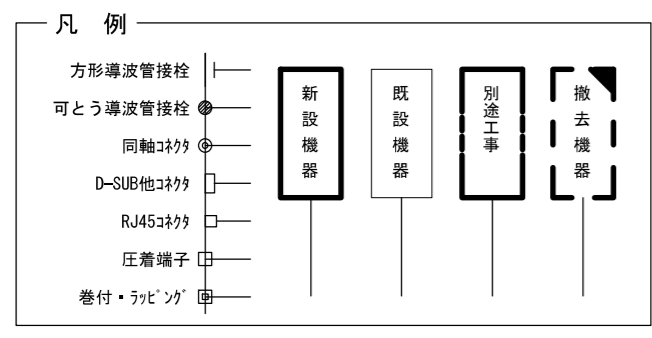 凡 例
方形導波管接栓
可とう導波管接栓
同軸ｺﾈｸﾀ
D-SUB他ｺﾈｸﾀ
RJ45ｺﾈｸﾀ
圧着端子
巻付・ﾗｯﾋﾟﾝｸﾞ
新設機器
既設機器
別途工事
撤去機器